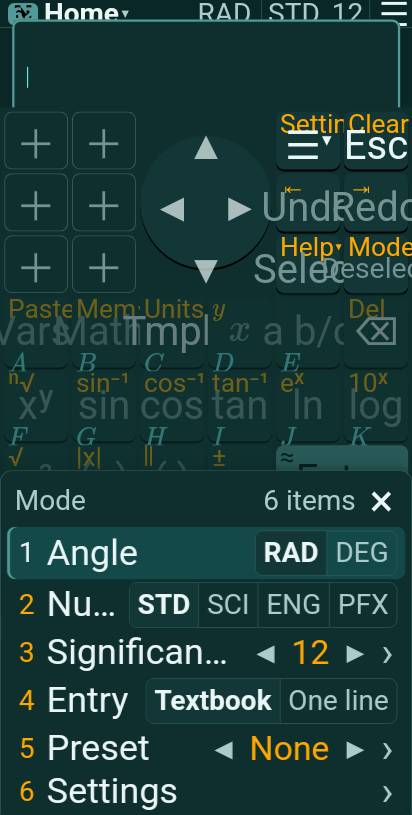 Home▾ RAD STD 12
Settin Clear
Esc
← →
Und Redo
Help▾ Mode
Selec Deselec
Paste Mem Units y Del
Vars Math Tmpl x a b/c
A B C D E
ⁿ√ sin⁻¹ cos⁻¹ tan⁻¹ eˣ 10ˣ
xʸ sin cos tan ln log
F G H I J K
√ |x| || ± ≈
Mode 6 items ×
1 Angle RAD DEG
2 Nu... STD SCI ENG PFX
3 Significan... ◀ 12 ▶ ›
4 Entry Textbook One line
5 Preset ◀ None ▶ ›
6 Settings ›